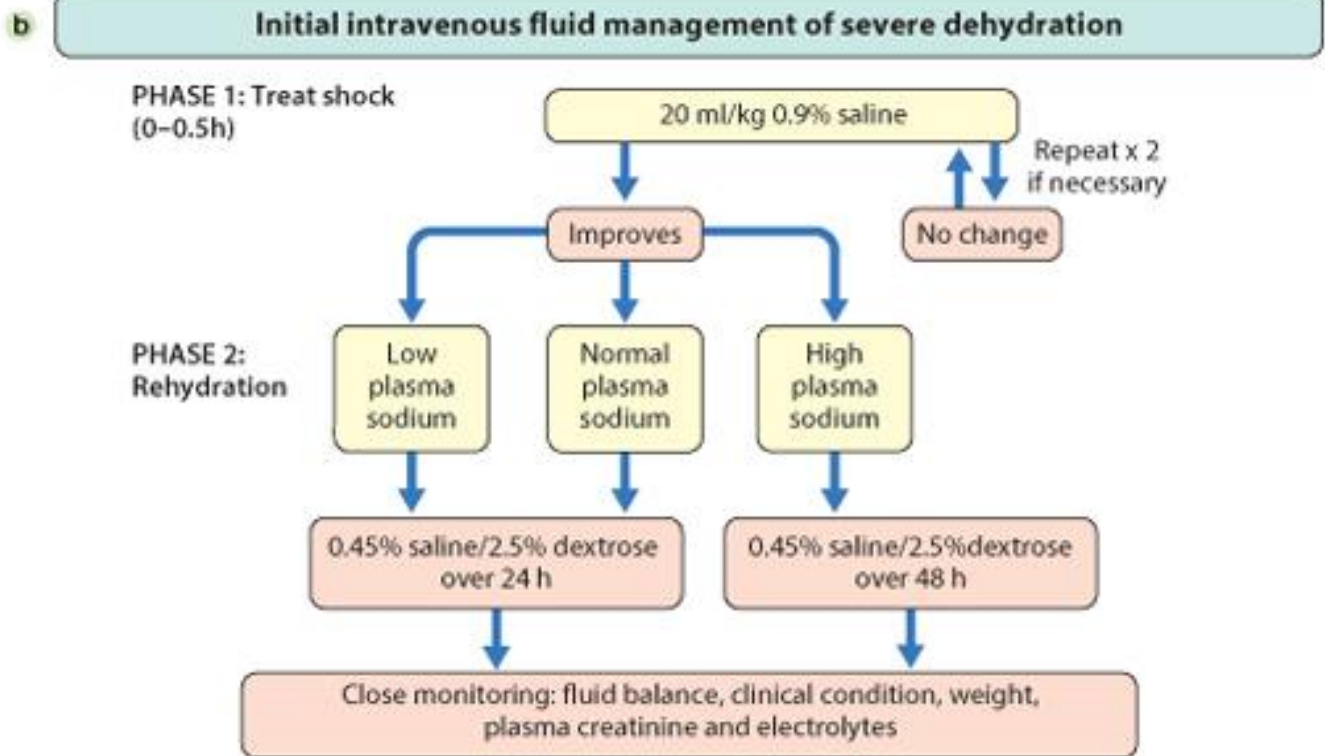 b
Initial intravenous fluid management of severe dehydration
PHASE 1: Treat shock
(0–0.5h)
20 ml/kg 0.9% saline
Repeat x 2
if necessary
Improves
No change
PHASE 2:
Rehydration
Low
plasma
sodium
Normal
plasma
sodium
High
plasma
sodium
0.45% saline/2.5% dextrose
over 24 h
0.45% saline/2.5%dextrose
over 48 h
Close monitoring: fluid balance, clinical condition, weight,
plasma creatinine and electrolytes